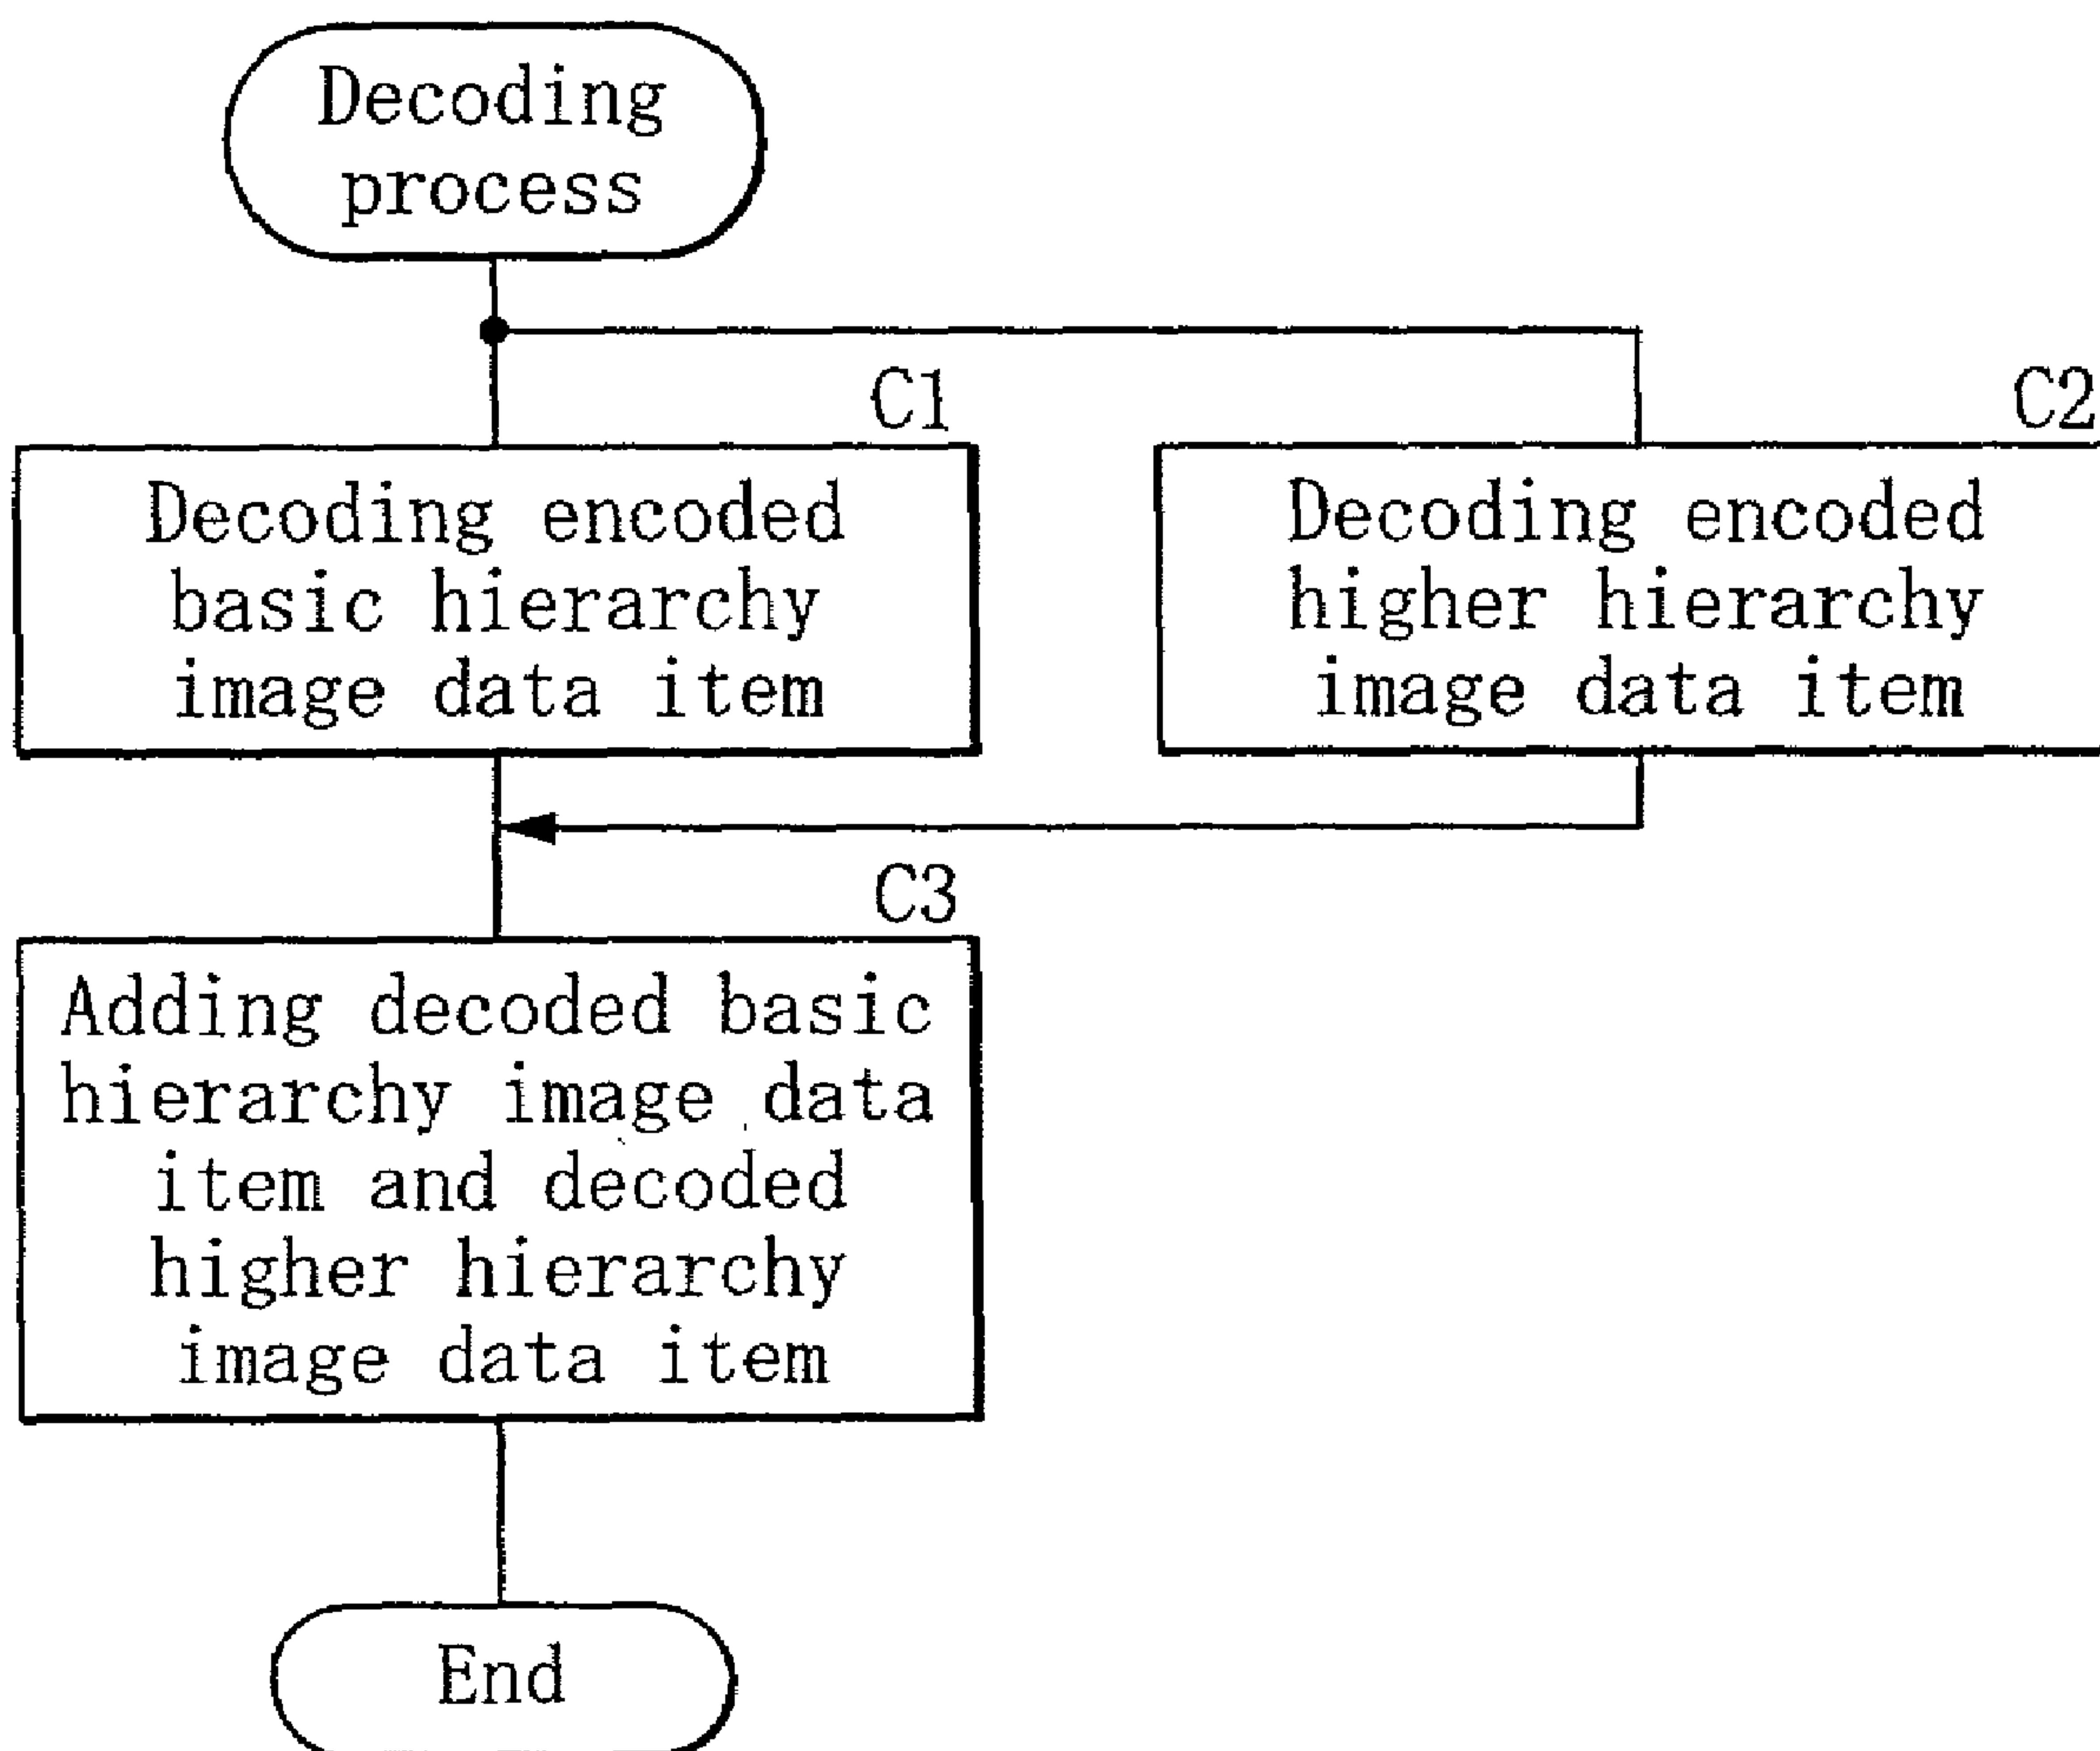 Decoding
process
C1
Decoding encoded
basic hierarchy
image data item
C2
Decoding encoded
higher hierarchy
image data item
C3
Adding decoded basic
hierarchy image data
item and decoded
higher hierarchy
image data item
End